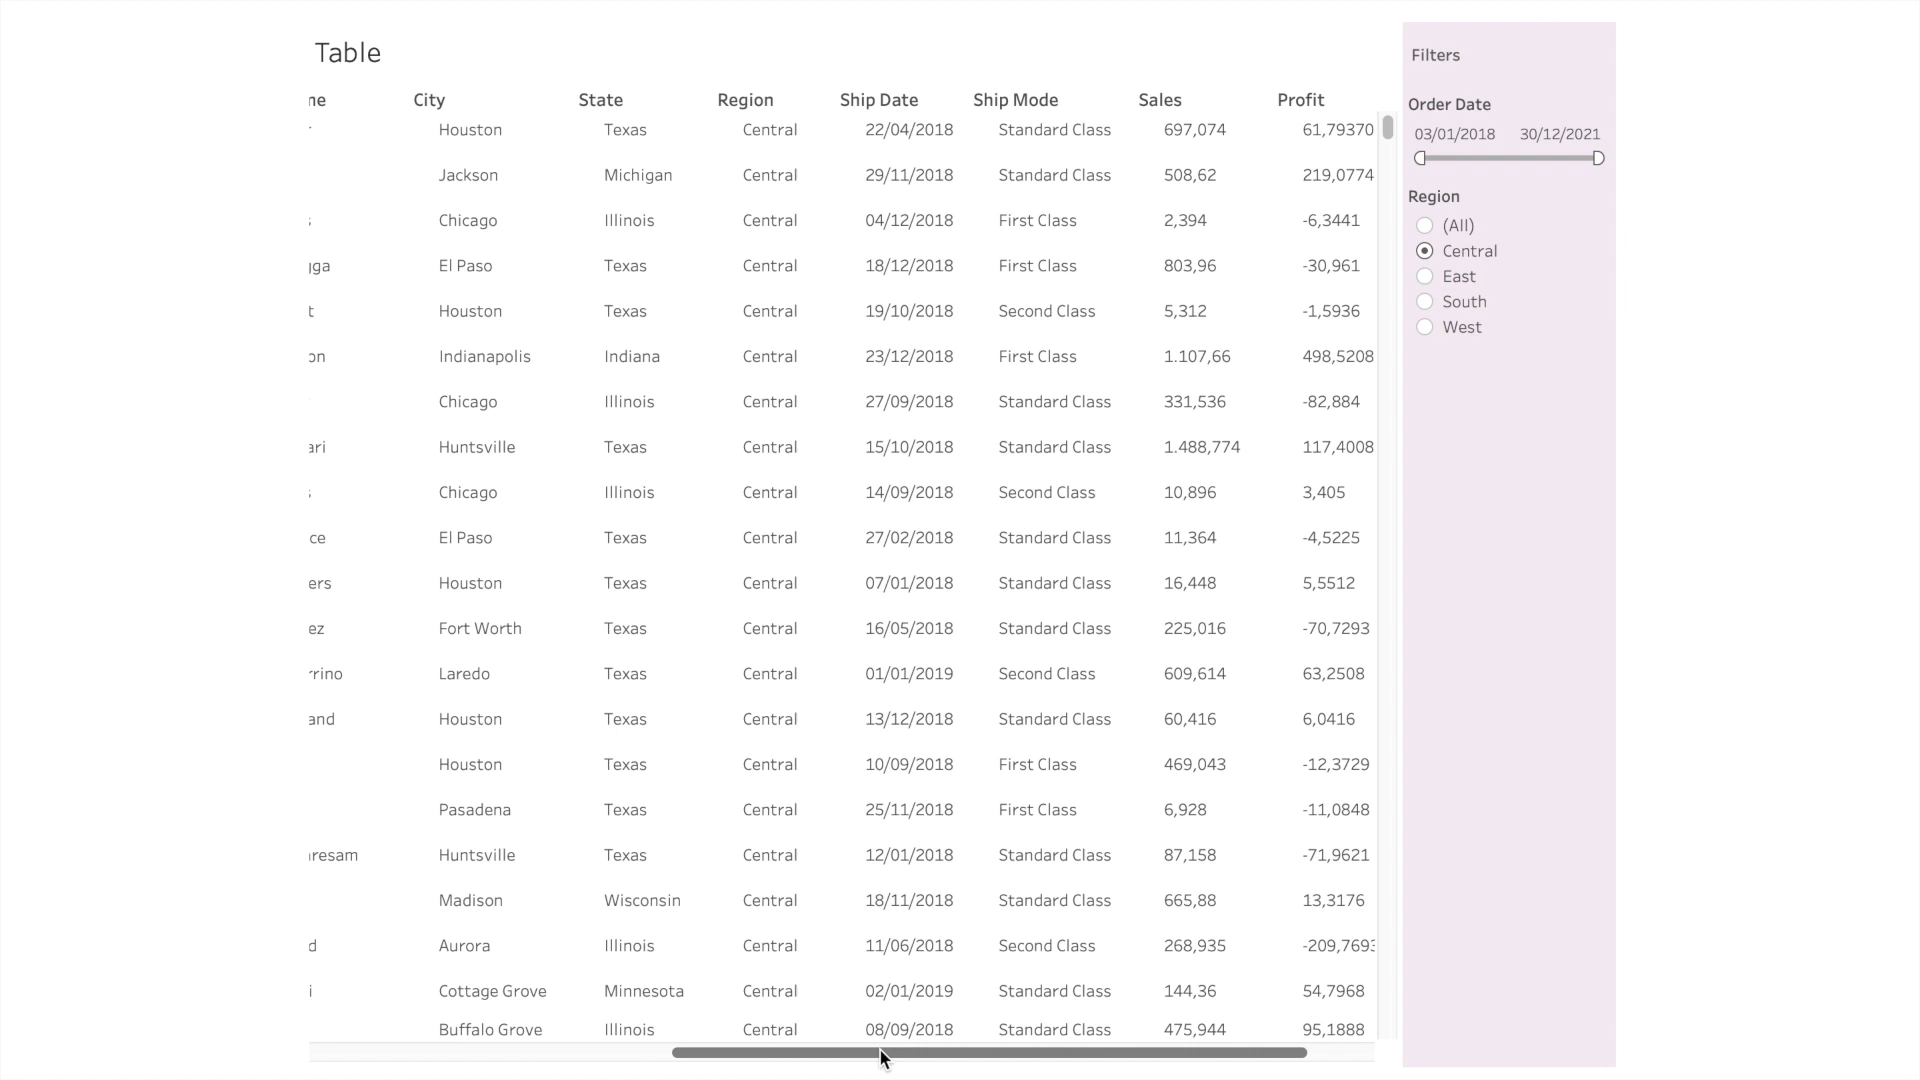 Table
City State Region Ship Date Ship Mode Sales Profit
Houston Texas Central 22/04/2018 Standard Class 697,074 61,79370
Jackson Michigan Central 29/11/2018 Standard Class 508,62 219,0774
Chicago Illinois Central 04/12/2018 First Class 2,394 -6,3441
El Paso Texas Central 18/12/2018 First Class 803,96 -30,961
Houston Texas Central 19/10/2018 Second Class 5,312 -1,5936
Indianapolis Indiana Central 23/12/2018 First Class 1.107,66 498,5208
Chicago Illinois Central 27/09/2018 Standard Class 331,536 -82,884
Huntsville Texas Central 15/10/2018 Standard Class 1.488,774 117,4008
Chicago Illinois Central 14/09/2018 Second Class 10,896 3,405
El Paso Texas Central 27/02/2018 Standard Class 11,364 -4,5225
Houston Texas Central 07/01/2018 Standard Class 16,448 5,5512
Fort Worth Texas Central 16/05/2018 Standard Class 225,016 -70,7293
Laredo Texas Central 01/01/2019 Second Class 609,614 63,2508
Houston Texas Central 13/12/2018 Standard Class 60,416 6,0416
Houston Texas Central 10/09/2018 First Class 469,043 -12,3729
Pasadena Texas Central 25/11/2018 First Class 6,928 -11,0848
Huntsville Texas Central 12/01/2018 Standard Class 87,158 -71,9621
Madison Wisconsin Central 18/11/2018 Standard Class 665,88 13,3176
Aurora Illinois Central 11/06/2018 Second Class 268,935 -209,769
Cottage Grove Minnesota Central 02/01/2019 Standard Class 144,36 54,7968
Buffalo Grove Illinois Central 08/09/2018 Standard Class 475,944 95,1888
Filters
Order Date
03/01/2018 30/12/2021
Region
(All)
Central
East
South
West